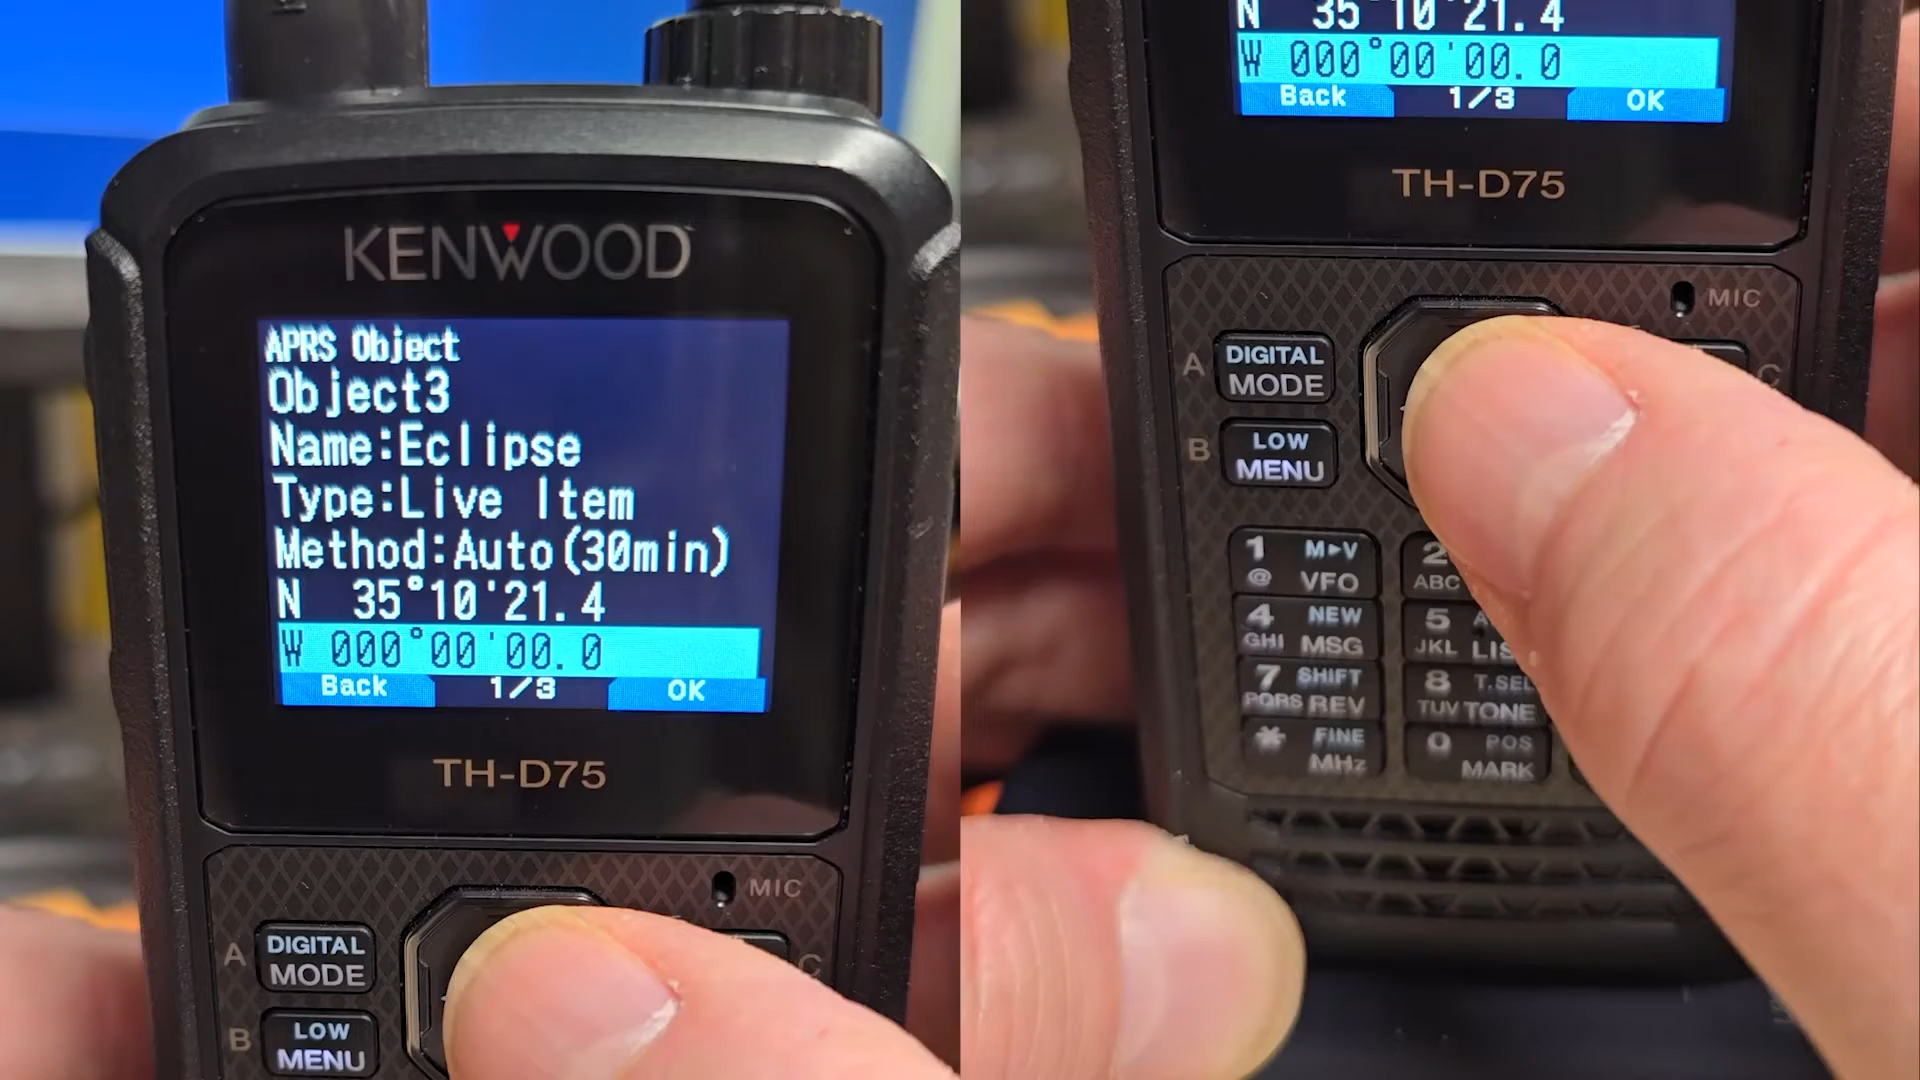 KENWOOD
APRS Object
Object3
Name:Eclipse
Type:Live Item
Method:Auto(30min)
N 35°10'21.4
W 000°00'00.0
Back 1/3 OK
TH-D75
MIC
A DIGITAL MODE C
B LOW MENU
N 35°10'21.4
W 000°00'00.0
Back 1/3 OK
TH-D75
MIC
A DIGITAL MODE C
B LOW MENU
1 M▸V
@ VFO
2
ABC
4 NEW
GHI MSG
5
JKL
7 SHIFT
PQRS REV
8 T.SEL
TUV TONE
* FINE
MHz
0 POS
MARK